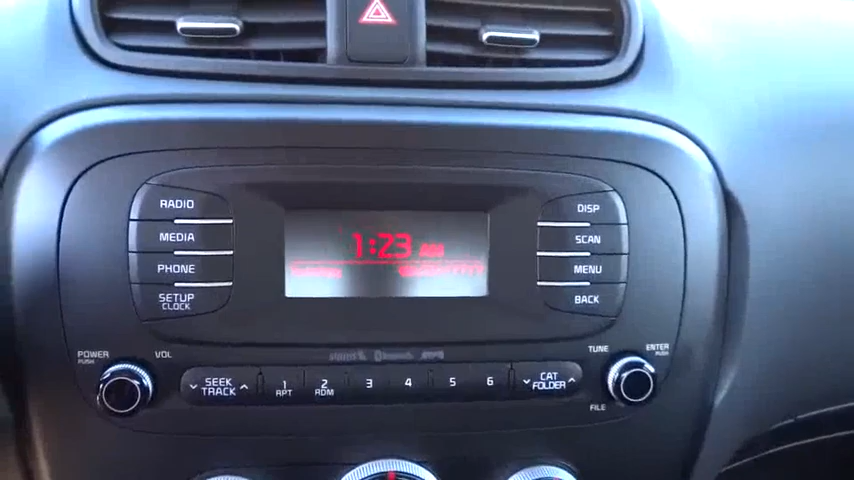 RADIO
MEDIA
PHONE
SETUP
CLOCK
1:23 AM
DISP
SCAN
MENU
BACK
POWER
PUSH
VOL
SEEK
TRACK
1
RPT
2
RDM
3
4
5
6
CAT
FOLDER
TUNE
FILE
ENTER
PUSH